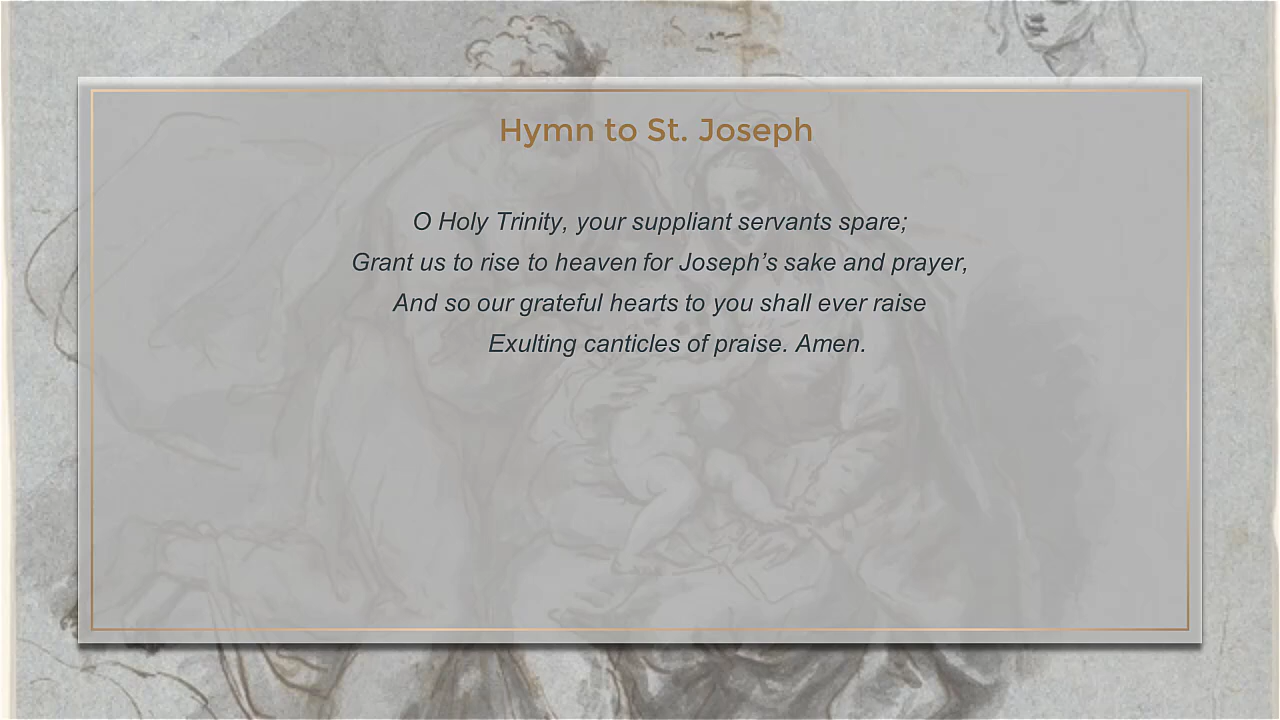 Hymn to St. Joseph
O Holy Trinity, your suppliant servants spare;
Grant us to rise to heaven for Joseph’s sake and prayer,
And so our grateful hearts to you shall ever raise
Exulting canticles of praise. Amen.